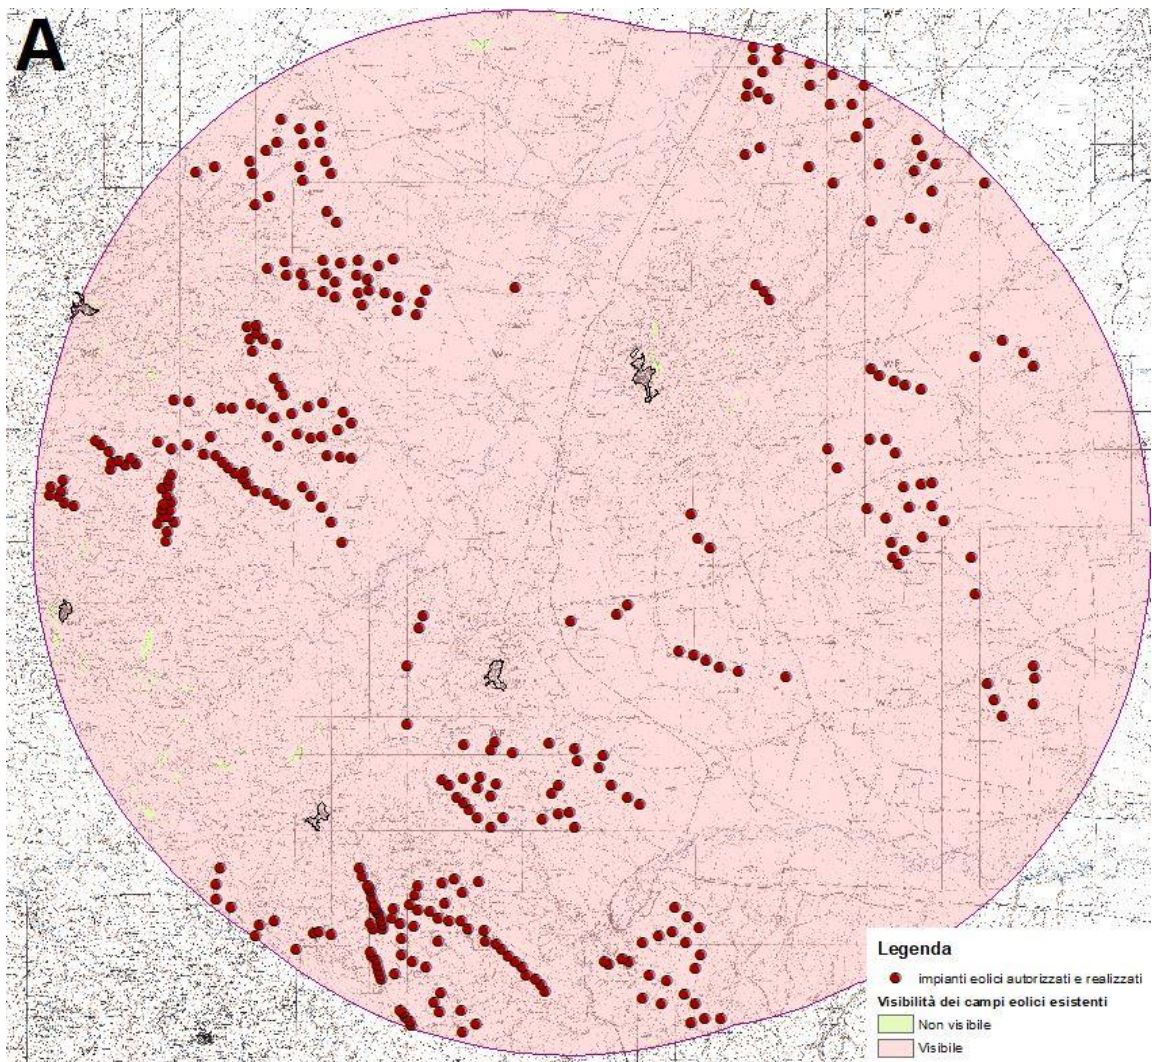 A
Legenda
impianti eolici autorizzati e realizzati
Visibilità dei campi eolici esistenti
Non visibile
Visibile